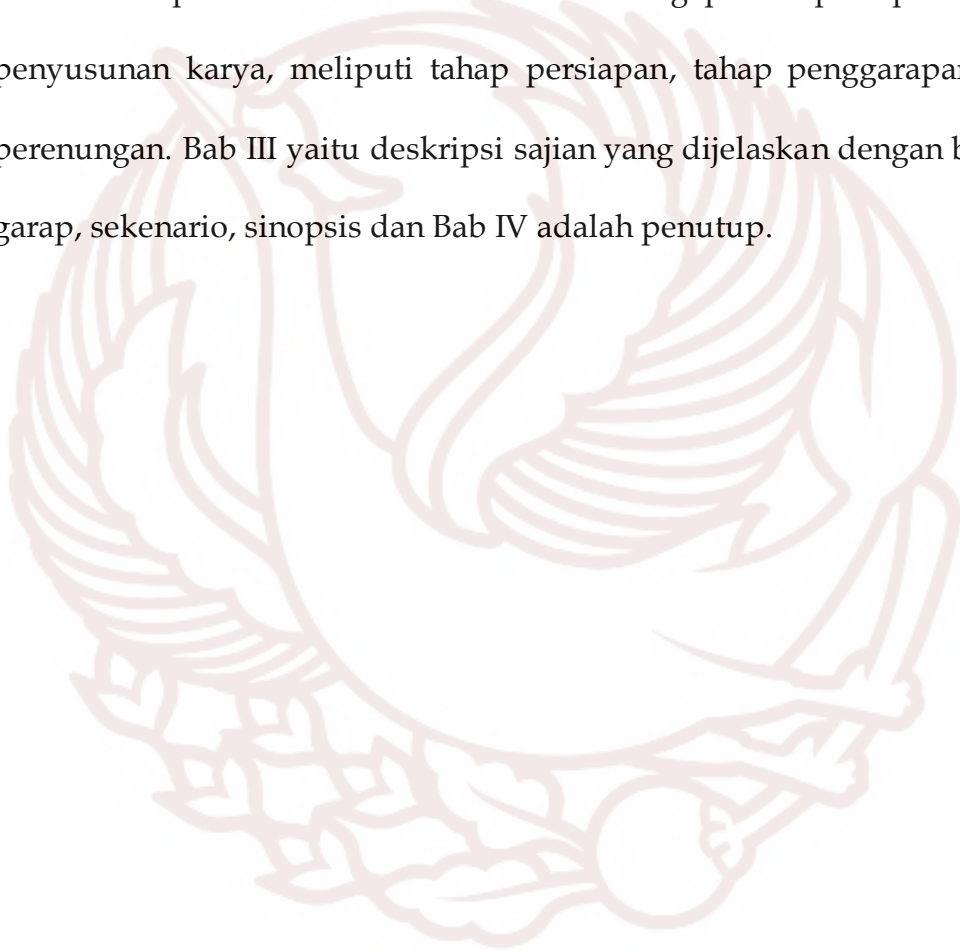 penyusunan karya, meliputi tahap persiapan, tahap penggarapan
perenungan. Bab III yaitu deskripsi sajian yang dijelaskan dengan b
garap, sekenario, sinopsis dan Bab IV adalah penutup.